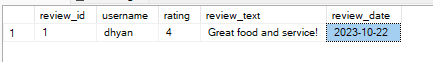 review_id username rating review_text review_date
1 1 dhyan 4 Great food and service! 2023-10-22